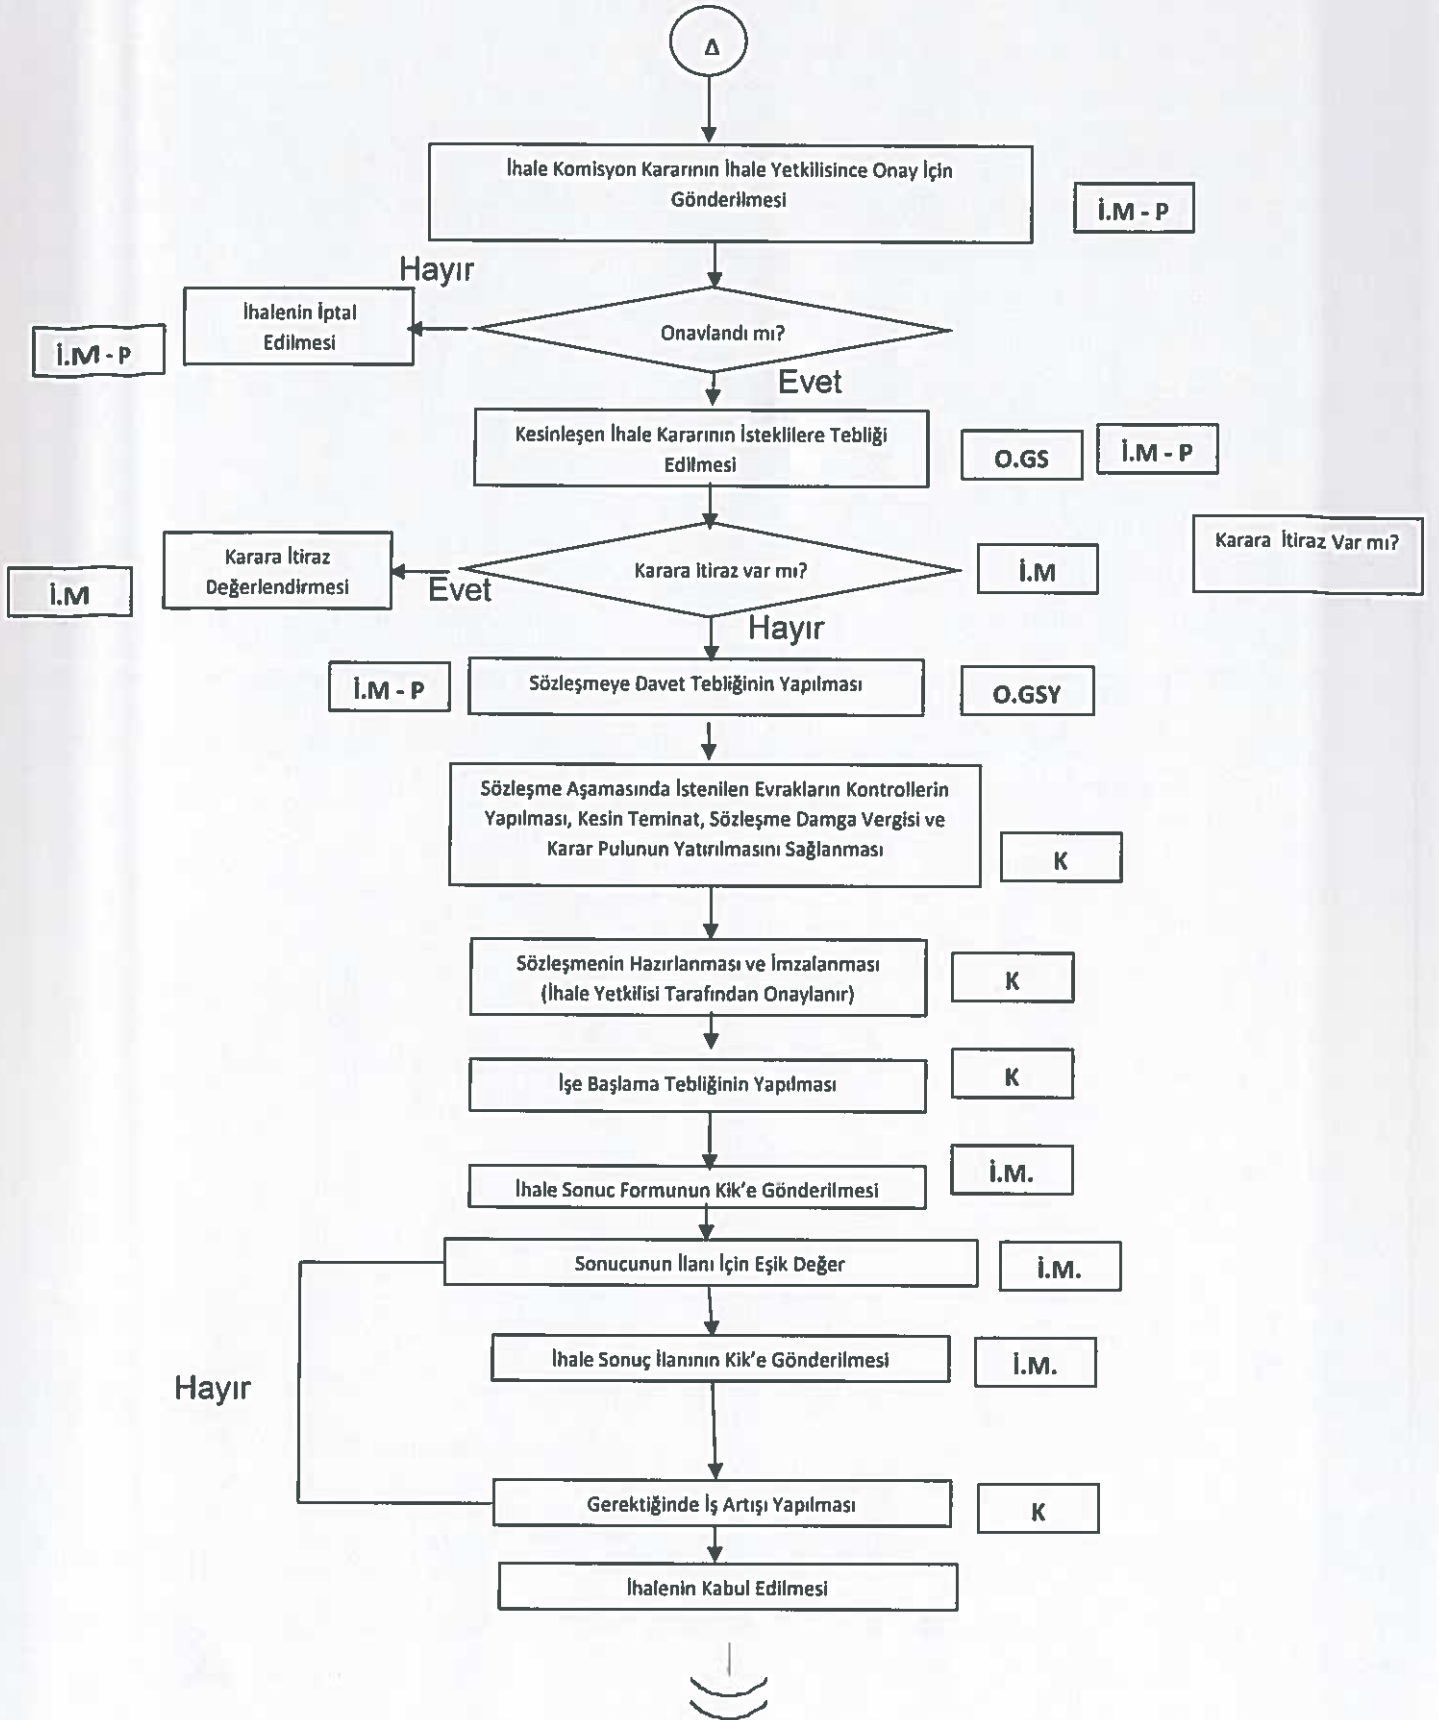 Δ
İhale Komisyon Kararının İhale Yetkilisince Onay İçin
Gönderilmesi
İ.M - P
Hayır
İhalenin İptal
Edilmesi
Onavlandı mı?
İ.M - P
Evet
Kesinleşen İhale Kararının İsteklilere Tebliği
Edilmesi
O.GS
İ.M - P
Karara İtiraz
Değerlendirmesi
Karara itiraz var mı?
İ.M
Karara İtiraz Var mı?
İ.M
Evet
Hayır
İ.M - P
Sözleşmeye Davet Tebliğinin Yapılması
O.GSY
Sözleşme Aşamasında İstenilen Evrakların Kontrollerin
Yapılması, Kesin Teminat, Sözleşme Damga Vergisi ve
Karar Pulunun Yatırılmasını Sağlanması
K
Sözleşmenin Hazırlanması ve İmzalanması
(İhale Yetkilisi Tarafından Onaylanır)
K
İşe Başlama Tebliğinin Yapılması
K
İhale Sonuc Formunun Kik'e Gönderilmesi
İ.M.
Sonucunun İlanı İçin Eşik Değer
İ.M.
İhale Sonuç İlanının Kik'e Gönderilmesi
İ.M.
Hayır
Gerektiğinde İş Artışı Yapılması
K
İhalenin Kabul Edilmesi